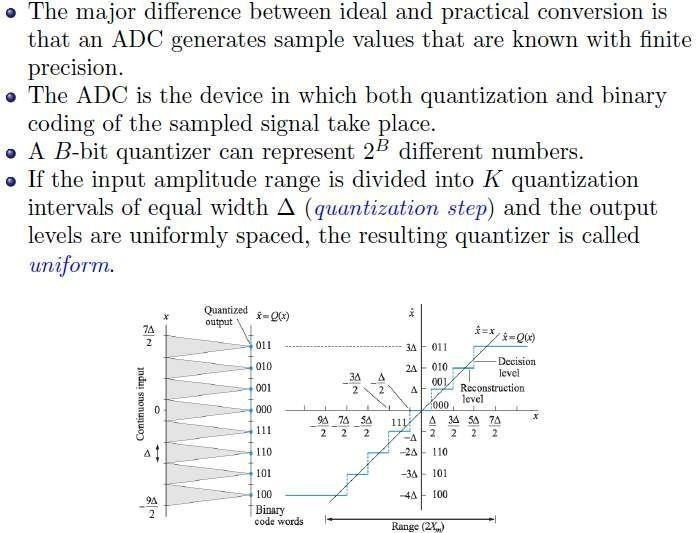 The major difference between ideal and practical conversion is
that an ADC generates sample values that are known with finite
precision.
The ADC is the device in which both quantization and binary
coding of the sampled signal take place.
A B-bit quantizer can represent 2^B different numbers.
If the input amplitude range is divided into K quantization
intervals of equal width Δ (quantization step) and the output
levels are uniformly spaced, the resulting quantizer is called
uniform.
x
Quantized
output
x̂=Q(x)
7Δ/2
Continuous input
0
Δ
-9Δ/2
011
010
001
000
111
110
101
100
Binary
code words
x̂
x̂=x
x̂=Q(x)
3Δ 011
2Δ 010
Δ 001
000
Decision
level
Reconstruction
level
-3Δ/2 -Δ/2
-9Δ/2 -7Δ/2 -5Δ/2
111
Δ/2 3Δ/2 5Δ/2 7Δ/2
x
-Δ
-2Δ 110
-3Δ 101
-4Δ 100
Range (2Xm)